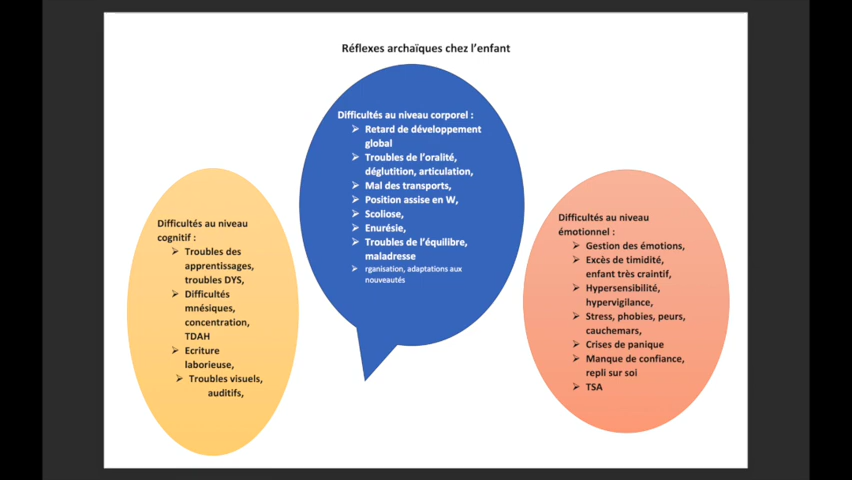 Réflexes archaïques chez l'enfant
Difficultés au niveau corporel :
➢ Retard de développement
global
➢ Troubles de l'oralité,
déglutition, articulation,
➢ Mal des transports,
➢ Position assise en W,
➢ Scoliose,
➢ Enurésie,
➢ Troubles de l'équilibre,
maladresse
➢ rganisation, adaptations aux
nouveautés
Difficultés au niveau
cognitif :
➢ Troubles des
apprentissages,
troubles DYS,
➢ Difficultés
mnésiques,
concentration,
TDAH
➢ Ecriture
laborieuse,
➢ Troubles visuels,
auditifs,
Difficultés au niveau
émotionnel :
➢ Gestion des émotions,
➢ Excès de timidité,
enfant très craintif,
➢ Hypersensibilité,
hypervigilance,
➢ Stress, phobies, peurs,
cauchemars,
➢ Crises de panique
➢ Manque de confiance,
repli sur soi
➢ TSA